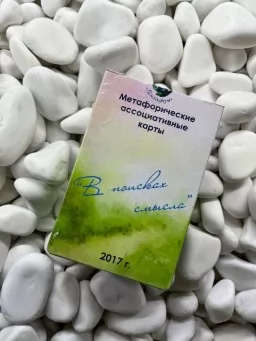 Метафорические
ассоциативные
карты
"В поисках
смысла"
2017 г.